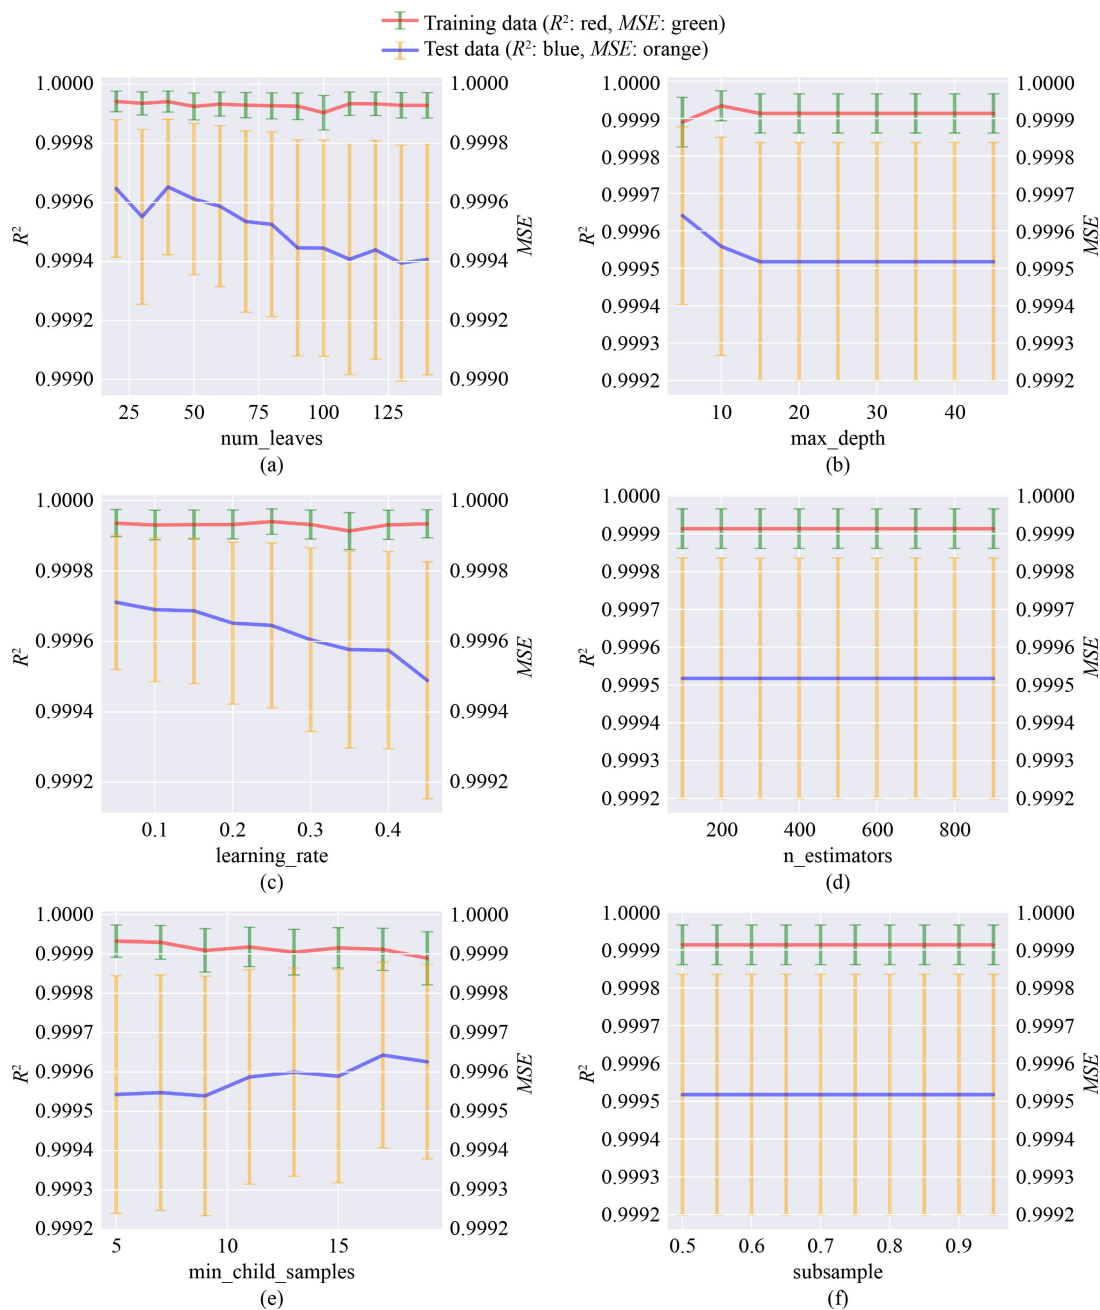 Training data (R²: red, MSE: green)
Test data (R²: blue, MSE: orange)
1.0000
0.9998
0.9996
0.9994
0.9992
0.9990
R²
1.0000
0.9998
0.9996
0.9994
0.9992
0.9990
MSE
25 50 75 100 125
num_leaves
(a)
1.0000
0.9999
0.9998
0.9997
0.9996
0.9995
0.9994
0.9993
0.9992
R²
1.0000
0.9999
0.9998
0.9997
0.9996
0.9995
0.9994
0.9993
0.9992
MSE
10 20 30 40
max_depth
(b)
1.0000
0.9998
0.9996
0.9994
0.9992
R²
1.0000
0.9998
0.9996
0.9994
0.9992
MSE
0.1 0.2 0.3 0.4
learning_rate
(c)
1.0000
0.9999
0.9998
0.9997
0.9996
0.9995
0.9994
0.9993
0.9992
R²
1.0000
0.9999
0.9998
0.9997
0.9996
0.9995
0.9994
0.9993
0.9992
MSE
200 400 600 800
n_estimators
(d)
1.0000
0.9999
0.9998
0.9997
0.9996
0.9995
0.9994
0.9993
0.9992
R²
1.0000
0.9999
0.9998
0.9997
0.9996
0.9995
0.9994
0.9993
0.9992
MSE
5 10 15
min_child_samples
(e)
1.0000
0.9999
0.9998
0.9997
0.9996
0.9995
0.9994
0.9993
0.9992
R²
1.0000
0.9999
0.9998
0.9997
0.9996
0.9995
0.9994
0.9993
0.9992
MSE
0.5 0.6 0.7 0.8 0.9
subsample
(f)